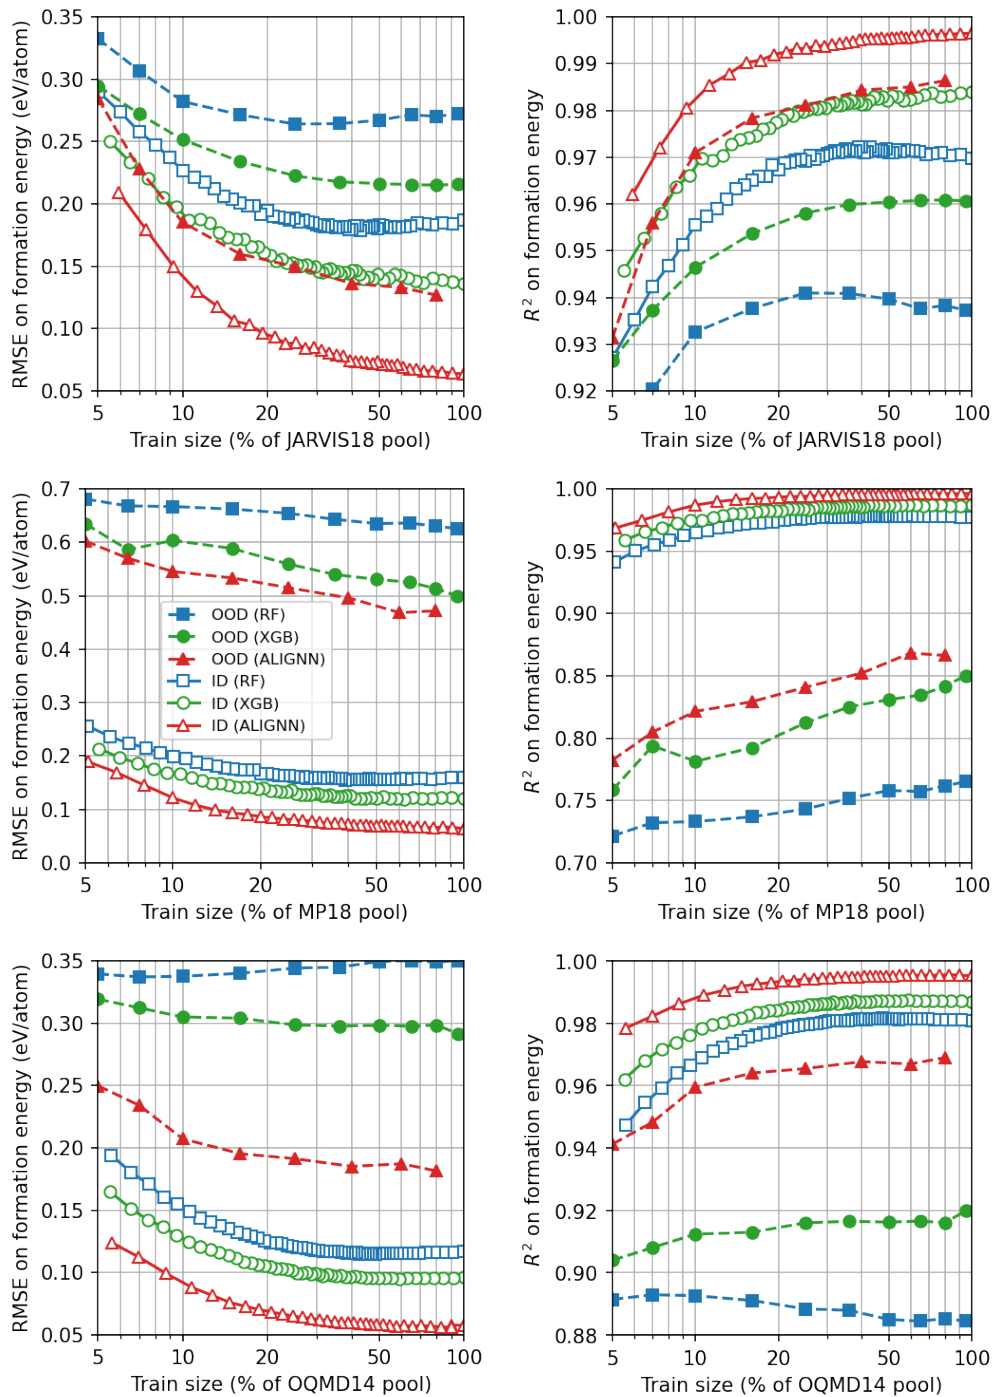 RMSE on formation energy (eV/atom)
0.35
0.30
0.25
0.20
0.15
0.10
0.05
5 10 20 50 100
Train size (% of JARVIS18 pool)
R² on formation energy
1.00
0.99
0.98
0.97
0.96
0.95
0.94
0.93
0.92
5 10 20 50 100
Train size (% of JARVIS18 pool)
RMSE on formation energy (eV/atom)
0.7
0.6
0.5
0.4
0.3
0.2
0.1
0.0
OOD (RF)
OOD (XGB)
OOD (ALIGNN)
ID (RF)
ID (XGB)
ID (ALIGNN)
5 10 20 50 100
Train size (% of MP18 pool)
R² on formation energy
1.00
0.95
0.90
0.85
0.80
0.75
0.70
5 10 20 50 100
Train size (% of MP18 pool)
RMSE on formation energy (eV/atom)
0.35
0.30
0.25
0.20
0.15
0.10
0.05
5 10 20 50 100
Train size (% of OQMD14 pool)
R² on formation energy
1.00
0.98
0.96
0.94
0.92
0.90
0.88
5 10 20 50 100
Train size (% of OQMD14 pool)